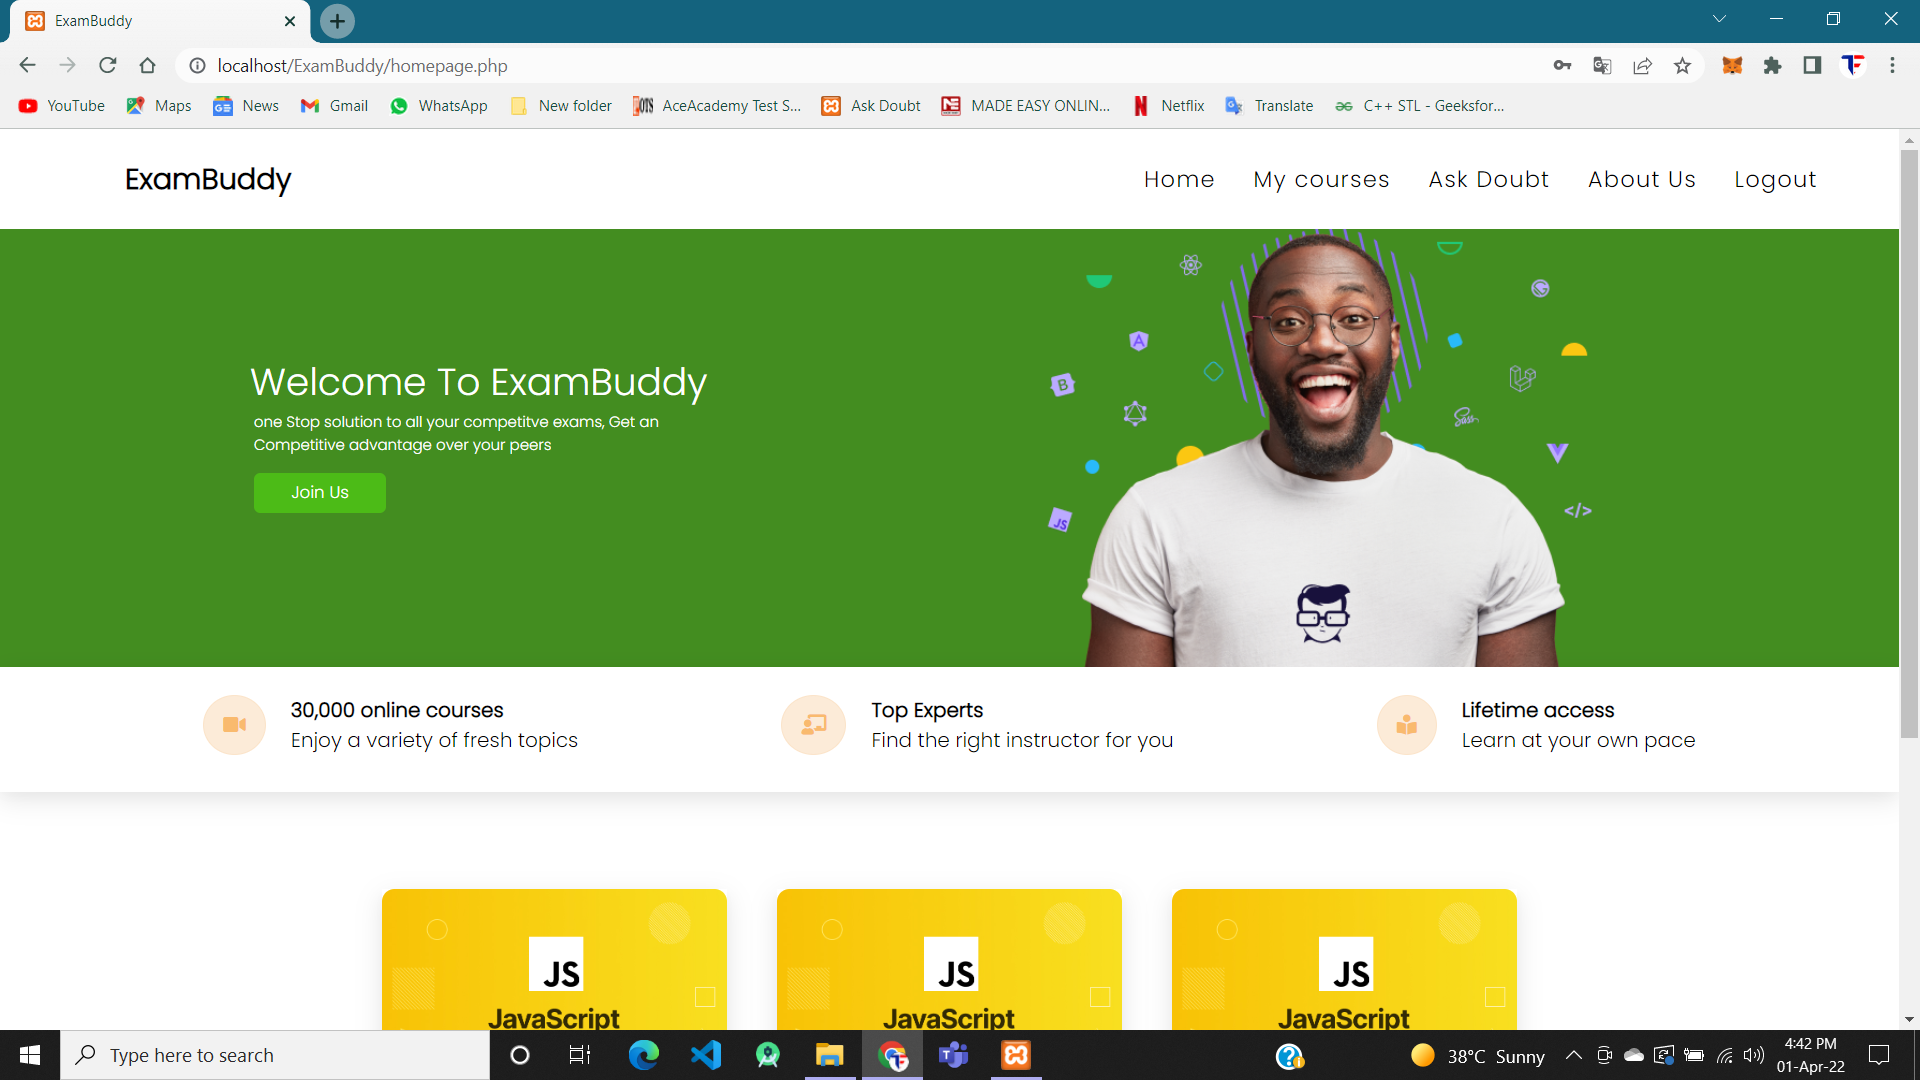 ExamBuddy
localhost/ExamBuddy/homepage.php
YouTube Maps News Gmail WhatsApp New folder AceAcademy Test S... Ask Doubt MADE EASY ONLIN... Netflix Translate C++ STL - Geeksfor...
ExamBuddy Home My courses Ask Doubt About Us Logout
Welcome To ExamBuddy
one Stop solution to all your competitve exams, Get an
Competitive advantage over your peers
Join Us
A
B
JS
Sass
</>
30,000 online courses
Enjoy a variety of fresh topics
Top Experts
Find the right instructor for you
Lifetime access
Learn at your own pace
JS
JavaScript
JS
JavaScript
JS
JavaScript
Type here to search
38°C Sunny
4:42 PM
01-Apr-22